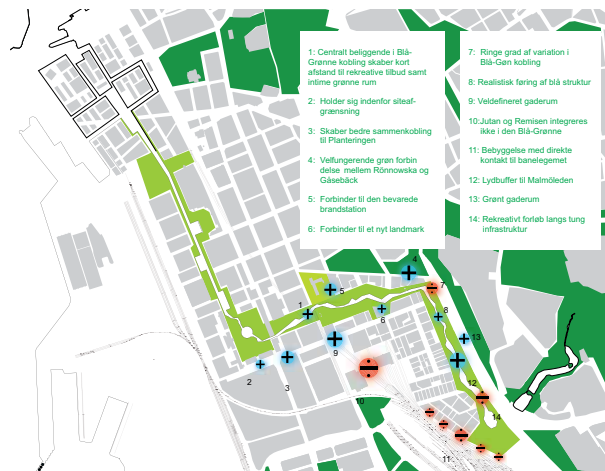 1: Centralt beliggende i Blå-
Grønne kobling skaber kort
afstand til rekreative tilbud samt
intime grønne rum
2: Holder sig indenfor siteaf-
grænsning
3: Skaber bedre sammenkobling
til Planteringen
4: Velfungerende grøn forbin
delse mellem Rönnowska og
Gåsebäck
5: Forbinder til den bevarede
brandstation
6: Forbinder til et nyt landmark
7: Ringe grad af variation i
Blå-Gøn kobling
8: Realistisk føring af blå struktur
9: Veldefineret gaderum
10:Jutan og Remisen integreres
ikke i den Blå-Grønne
11: Bebyggelse med direkte
kontakt til banelegemet
12: Lydbuffer til Malmöleden
13: Grønt gaderum
14: Rekreativt forløb langs tung
infrastruktur
4
7
5
1
6
8
13
9
2
3
10
12
14
11